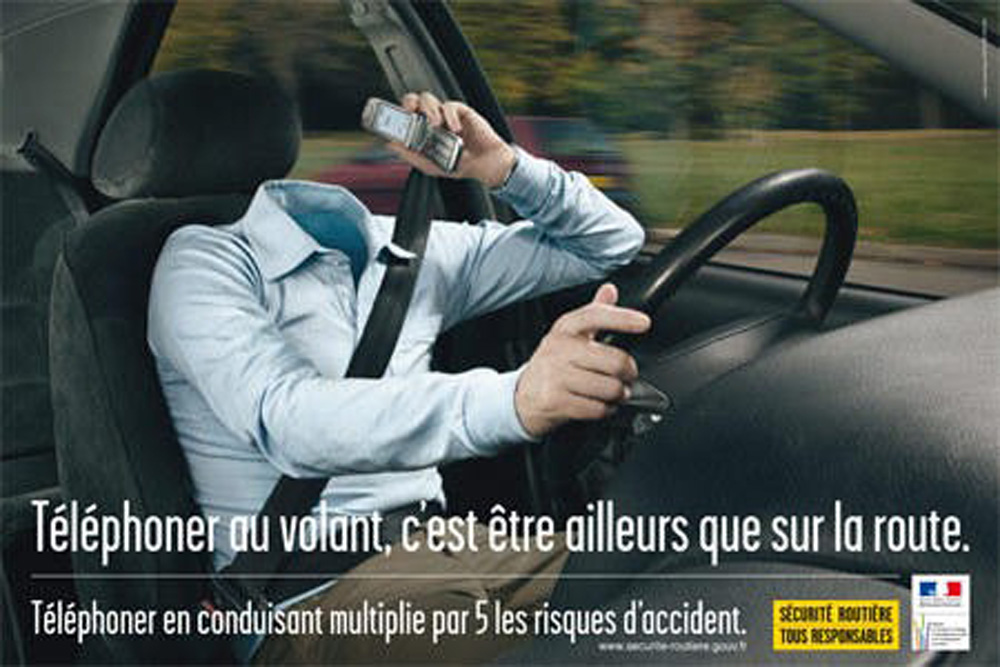 Téléphoner au volant, c'est être ailleurs que sur la route.
Téléphoner en conduisant multiplie par 5 les risques d'accident.
www.securite-routiere.gouv.fr
SÉCURITÉ ROUTIÈRE
TOUS RESPONSABLES